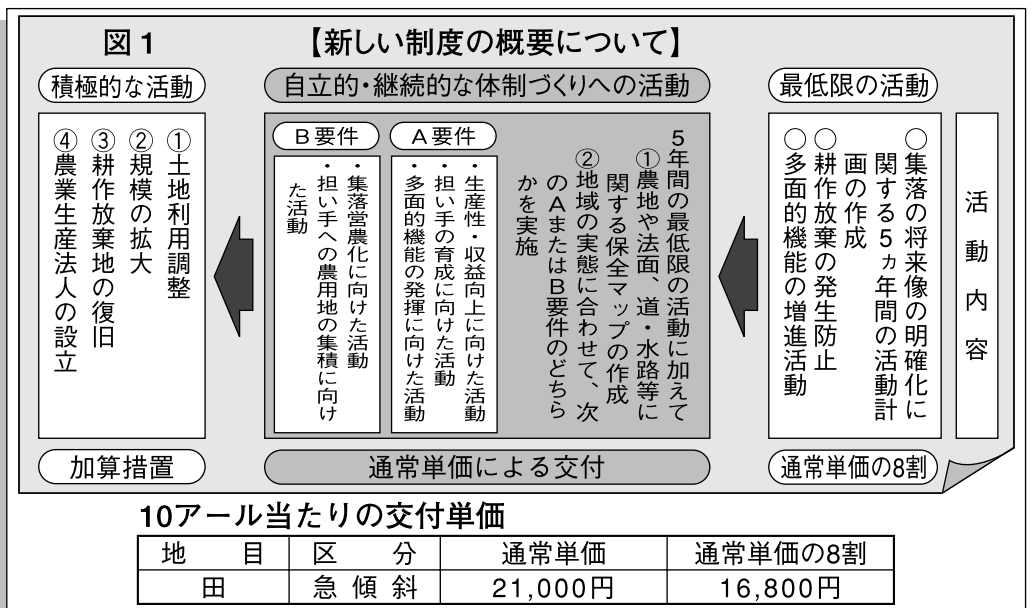 図1
【新しい制度の概要について】
活動内容
最低限の活動
○集落の将来像の明確化に
関する5ヵ年間の活動計
画の作成
○耕作放棄の発生防止
○多面的機能の増進活動
通常単価の8割
自立的・継続的な体制づくりへの活動
5年間の最低限の活動に加えて
①農地や法面、道・水路等に
関する保全マップの作成
②地域の実態に合わせて、次
のAまたはB要件のどちら
かを実施
A要件
・生産性・収益向上に向けた活動
・担い手の育成に向けた活動
・多面的機能の発揮に向けた活動
B要件
・集落営農化に向けた活動
・担い手への農用地の集積に向け
た活動
通常単価による交付
積極的な活動
①土地利用調整
②規模の拡大
③耕作放棄地の復旧
④農業生産法人の設立
加算措置
10アール当たりの交付単価
地目 区分 通常単価 通常単価の8割
田 急傾斜 21,000円 16,800円